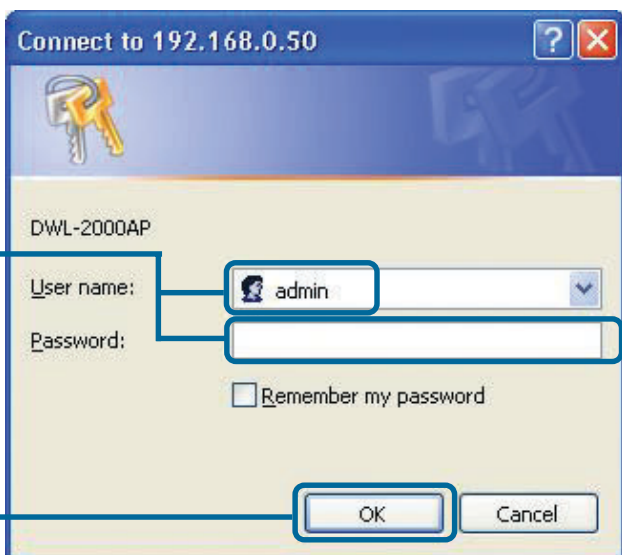 Connect to 192.168.0.50
DWL-2000AP
User name:
admin
Password:
Remember my password
OK
Cancel